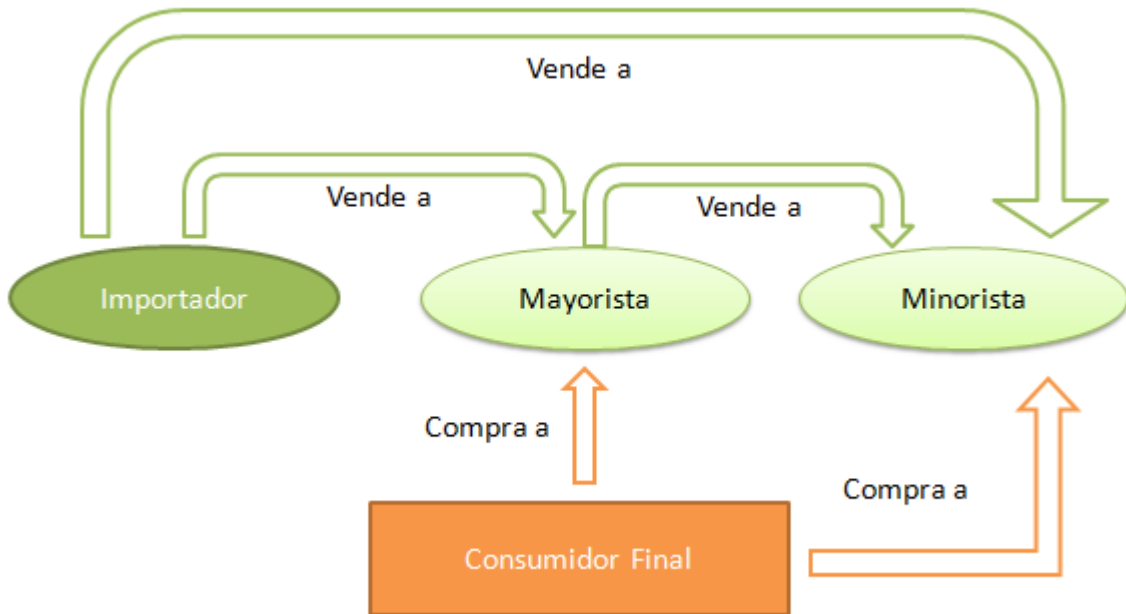 Vende a
Vende a
Vende a
Importador
Mayorista
Minorista
Compra a
Compra a
Consumidor Final